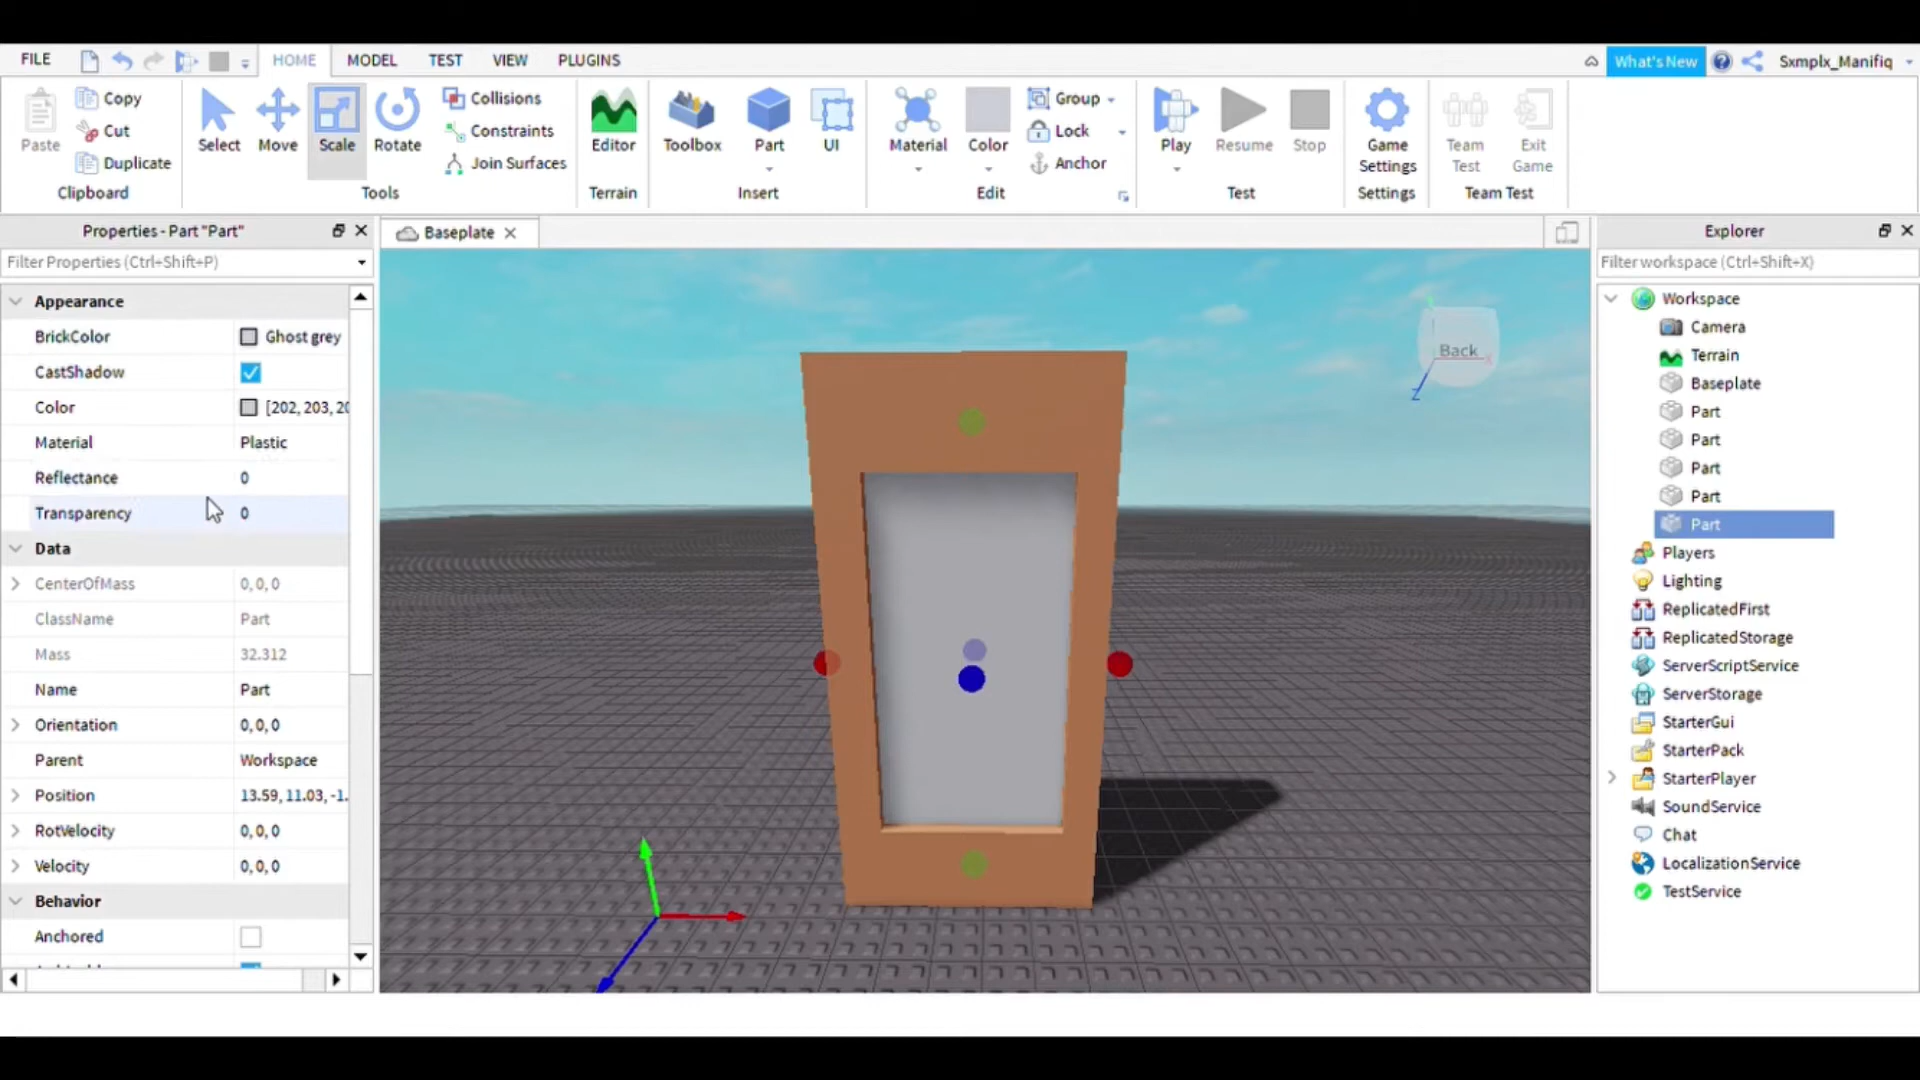 FILE HOME MODEL TEST VIEW PLUGINS What's New Sxmplx_Manifiq
Paste Copy Cut Duplicate Clipboard
Select Move Scale Rotate Collisions Constraints Join Surfaces Tools
Editor Terrain
Toolbox Part UI Insert
Material Color Group Lock Anchor Edit
Play Resume Stop Test
Game Settings Settings
Team Test Exit Game Team Test
Properties - Part "Part"
Filter Properties (Ctrl+Shift+P)
Appearance
BrickColor Ghost grey
CastShadow
Color [202, 203, 20
Material Plastic
Reflectance 0
Transparency 0
Data
CenterOfMass 0, 0, 0
ClassName Part
Mass 32.312
Name Part
Orientation 0, 0, 0
Parent Workspace
Position 13.59, 11.03, -1.
RotVelocity 0, 0, 0
Velocity 0, 0, 0
Behavior
Anchored
Baseplate
Back
X
Z
Explorer
Filter workspace (Ctrl+Shift+X)
Workspace
Camera
Terrain
Baseplate
Part
Part
Part
Part
Part
Players
Lighting
ReplicatedFirst
ReplicatedStorage
ServerScriptService
ServerStorage
StarterGui
StarterPack
StarterPlayer
SoundService
Chat
LocalizationService
TestService